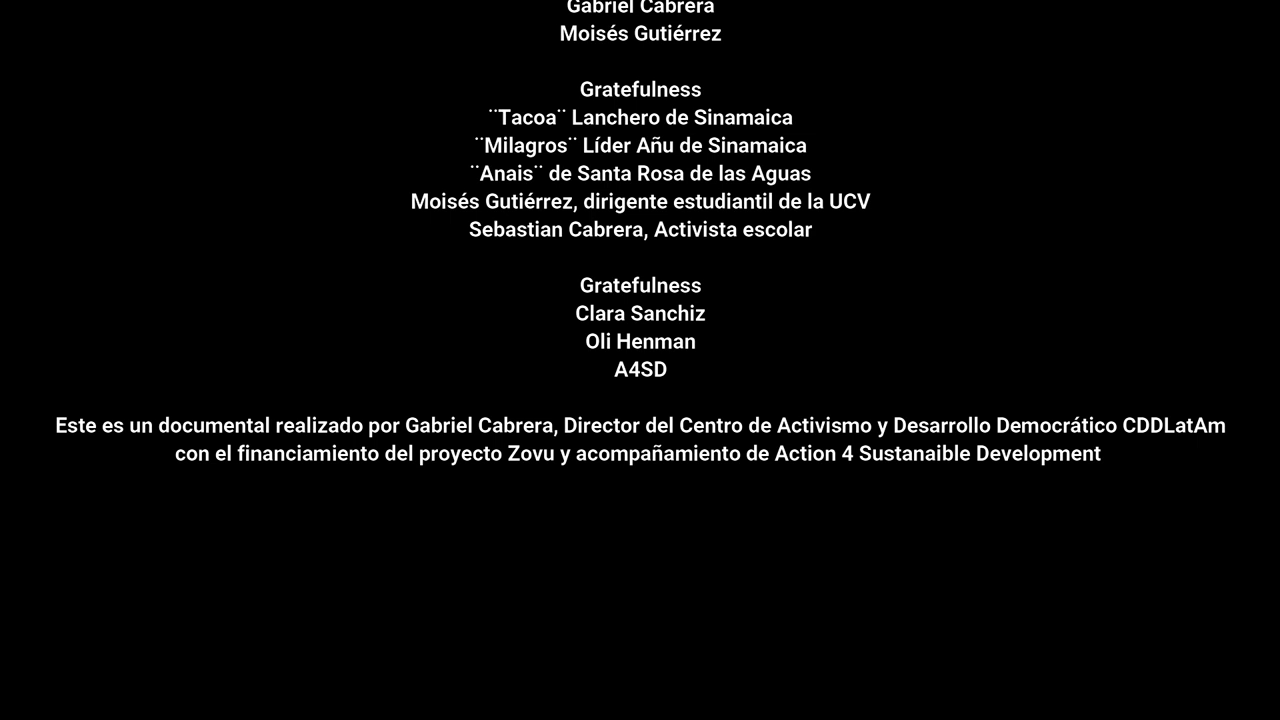 Gabriel Cabrera
Moisés Gutiérrez
Gratefulness
¨Tacoa¨ Lanchero de Sinamaica
¨Milagros¨ Líder Añu de Sinamaica
¨Anais¨ de Santa Rosa de las Aguas
Moisés Gutiérrez, dirigente estudiantil de la UCV
Sebastian Cabrera, Activista escolar
Gratefulness
Clara Sanchiz
Oli Henman
A4SD
Este es un documental realizado por Gabriel Cabrera, Director del Centro de Activismo y Desarrollo Democrático CDDLatAm
con el financiamiento del proyecto Zovu y acompañamiento de Action 4 Sustanaible Development